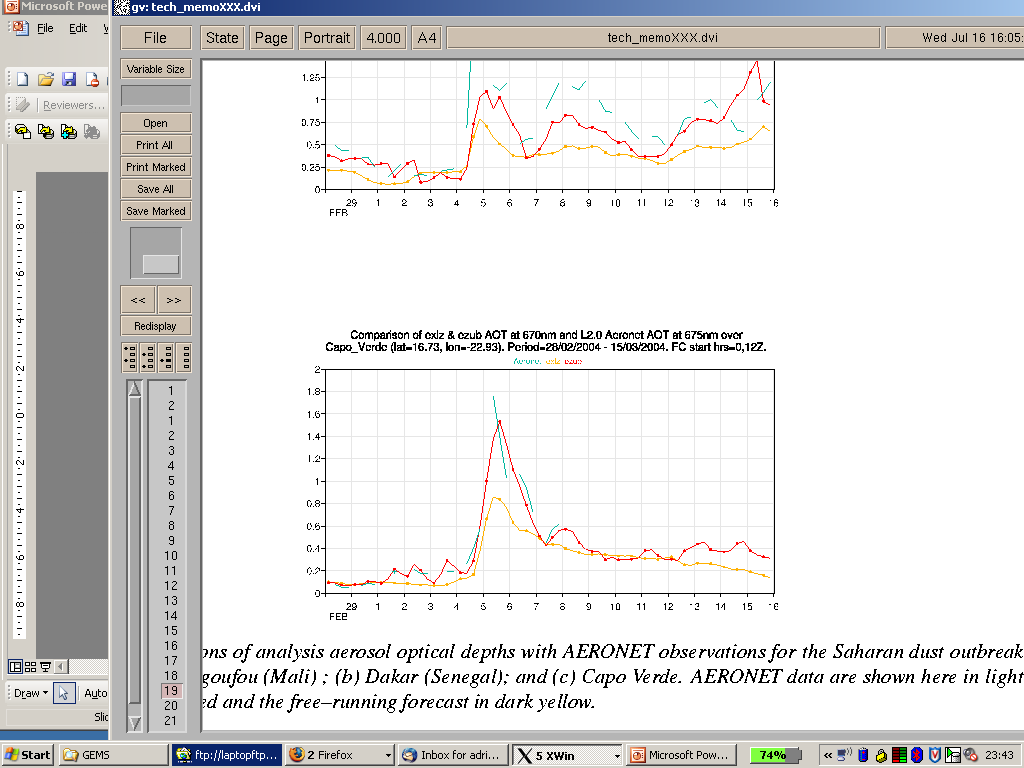 Microsoft Powe
gv: tech_memoXXX.dvi
File Edit
File State Page Portrait 4.000 A4 tech_memoXXX.dvi Wed Jul 16 16:05:
Variable Size
Reviewers...
Open
Print All
Print Marked
Save All
Save Marked
<< >>
Redisplay
1
2
1
2
3
4
5
6
7
8
9
10
11
12
13
14
15
16
17
18
19
20
21
1.25
1
0.75
0.5
0.25
0
29 1 2 3 4 5 6 7 8 9 10 11 12 13 14 15 16
FEB
Comparison of exlz & ezub AOT at 670nm and L2.0 Aeronet AOT at 675nm over
Capo_Verde (lat=16.73, lon=-22.93). Period=28/02/2004 - 15/03/2004. FC start hrs=0,12Z.
Aeronet exlz ezub
2
1.8
1.6
1.4
1.2
1
0.8
0.6
0.4
0.2
0
29 1 2 3 4 5 6 7 8 9 10 11 12 13 14 15 16
FEB
ons of analysis aerosol optical depths with AERONET observations for the Saharan dust outbreak
goufou (Mali) ; (b) Dakar (Senegal); and (c) Capo Verde. AERONET data are shown here in light
ed and the free–running forecast in dark yellow.
Draw Auto
Slid
Start GEMS ftp://laptopftp... 2 Firefox Inbox for adri... 5 XWin Microsoft Pow... 74% « 23:43